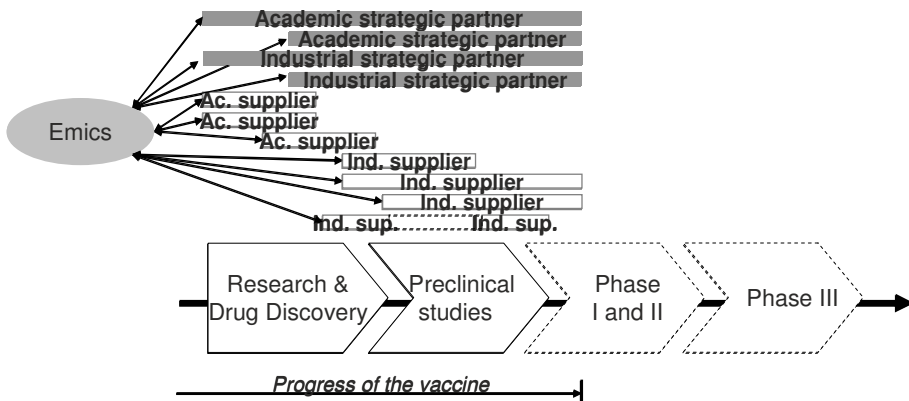 Academic strategic partner
Academic strategic partner
Industrial strategic partner
Industrial strategic partner
Ac. supplier
Ac. supplier
Emics
Ac. supplier
Ind. supplier
Ind. supplier
Ind. supplier
Ind. sup. Ind. sup.
Research &
Drug Discovery
Preclinical
studies
Phase
I and II
Phase III
Progress of the vaccine